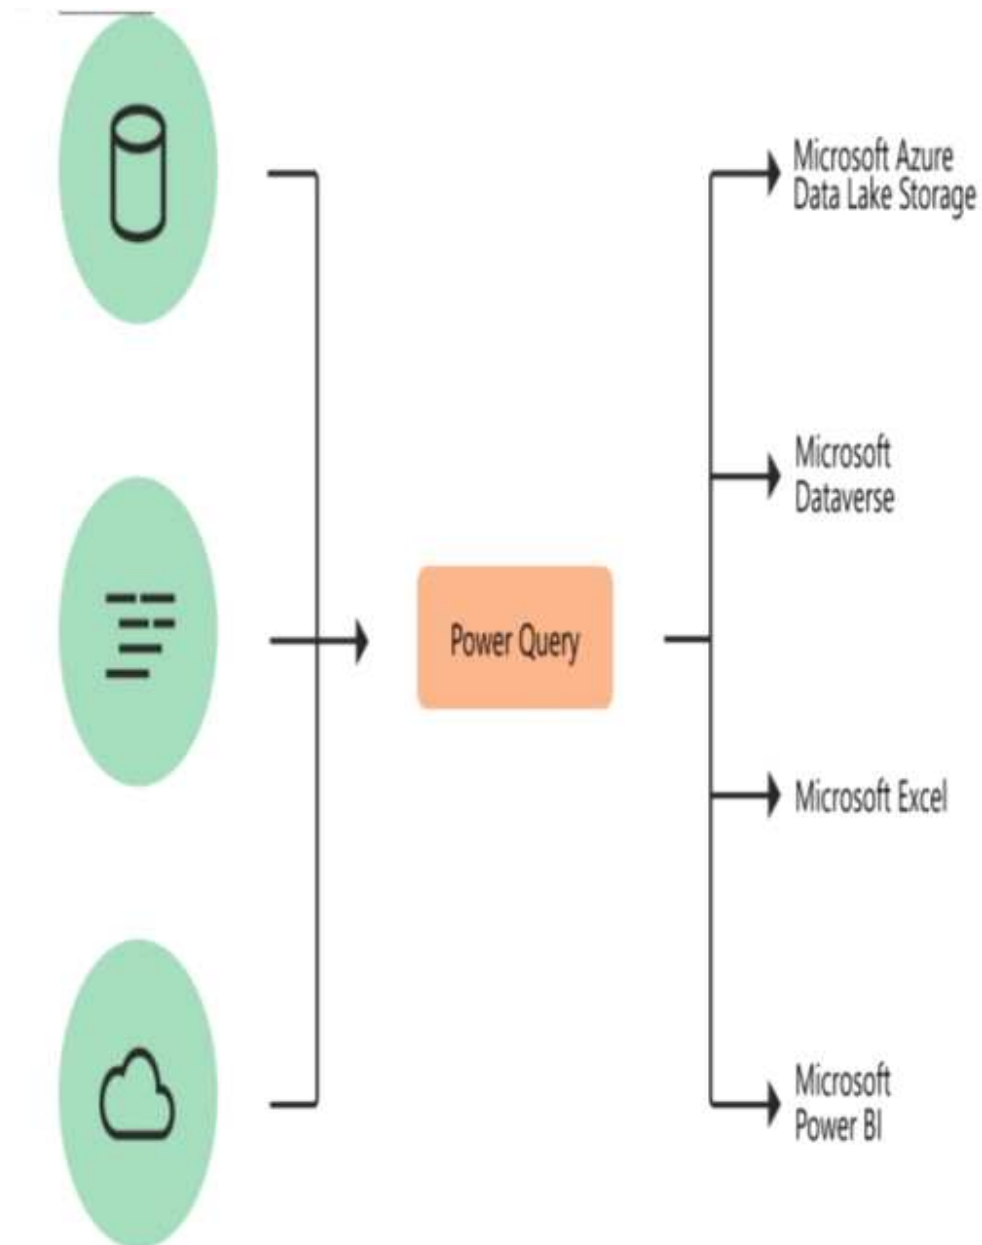 Microsoft Azure
Data Lake Storage
Microsoft
Dataverse
Power Query
Microsoft Excel
Microsoft
Power BI